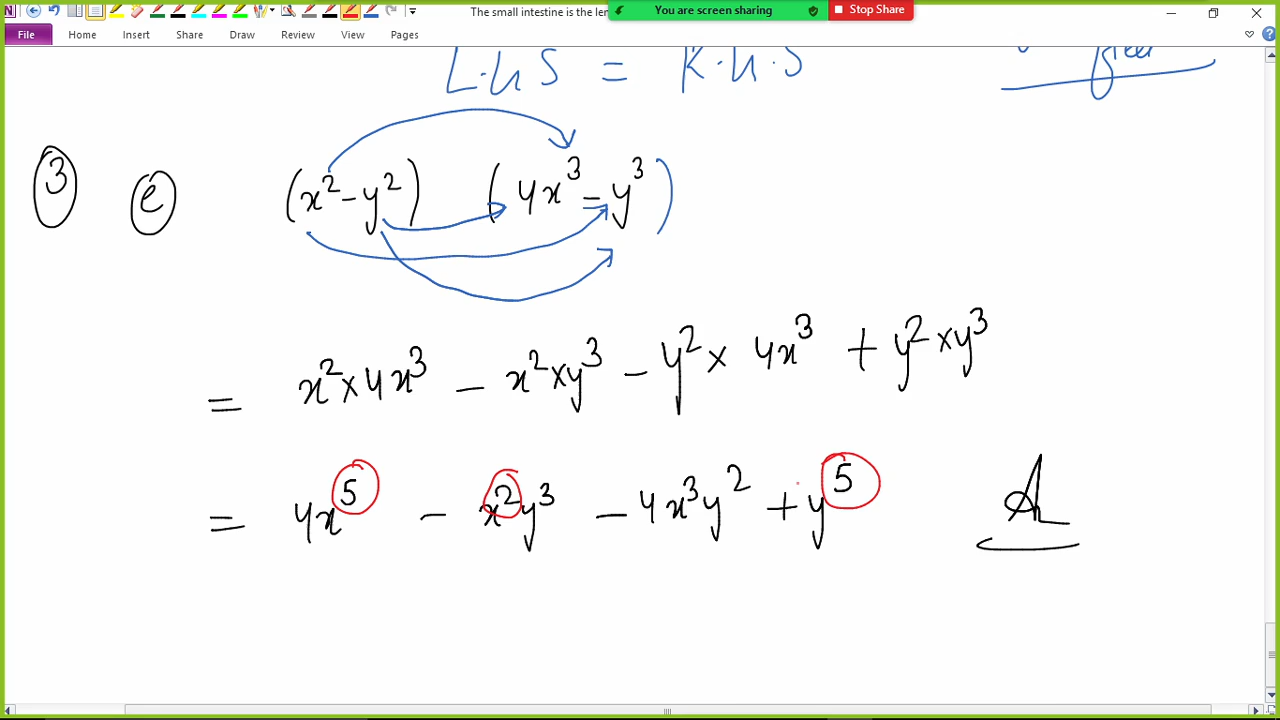 The small intestine is the
You are screen sharing
Stop Share
File Home Insert Share Draw Review View Pages
L.H.S = R.H.S
3 e (x² - y²) (4x³ - y³)
= x² × 4x³ - x² × y³ - y² × 4x³ + y² × y³
= 4x⁵ - x²y³ - 4x³y² + y⁵ A